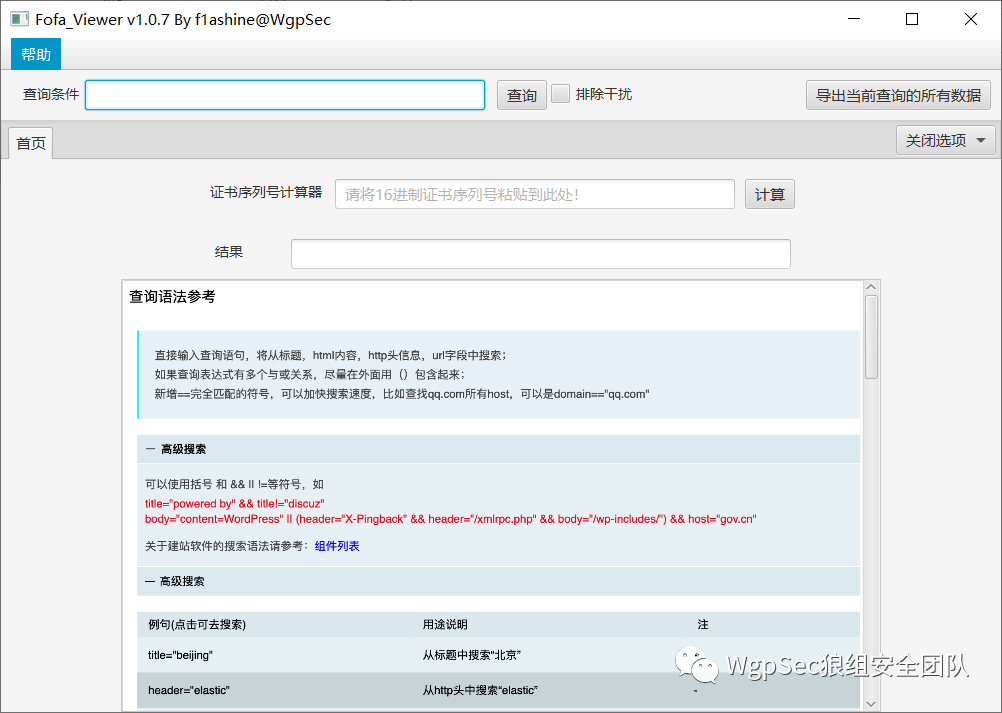 Fofa_Viewer v1.0.7 By f1ashine@WgpSec
帮助
查询条件
查询
排除干扰
导出当前查询的所有数据
首页
关闭选项
证书序列号计算器
请将16进制证书序列号粘贴到此处!
计算
结果
查询语法参考
直接输入查询语句，将从标题，html内容，http头信息，url字段中搜索；
如果查询表达式有多个与或关系，尽量在外面用（）包含起来；
新增==完全匹配的符号，可以加快搜索速度，比如查找qq.com所有host，可以是domain=="qq.com"
— 高级搜索
可以使用括号 和 && || !=等符号，如
title="powered by" && title!="discuz"
body="content=WordPress" || (header="X-Pingback" && header="/xmlrpc.php" && body="/wp-includes/") && host="gov.cn"
关于建站软件的搜索语法请参考：组件列表
— 高级搜索
例句(点击可去搜索) 用途说明 注
title="beijing" 从标题中搜索“北京”
header="elastic" 从http头中搜索“elastic” -
WgpSec狼组安全团队